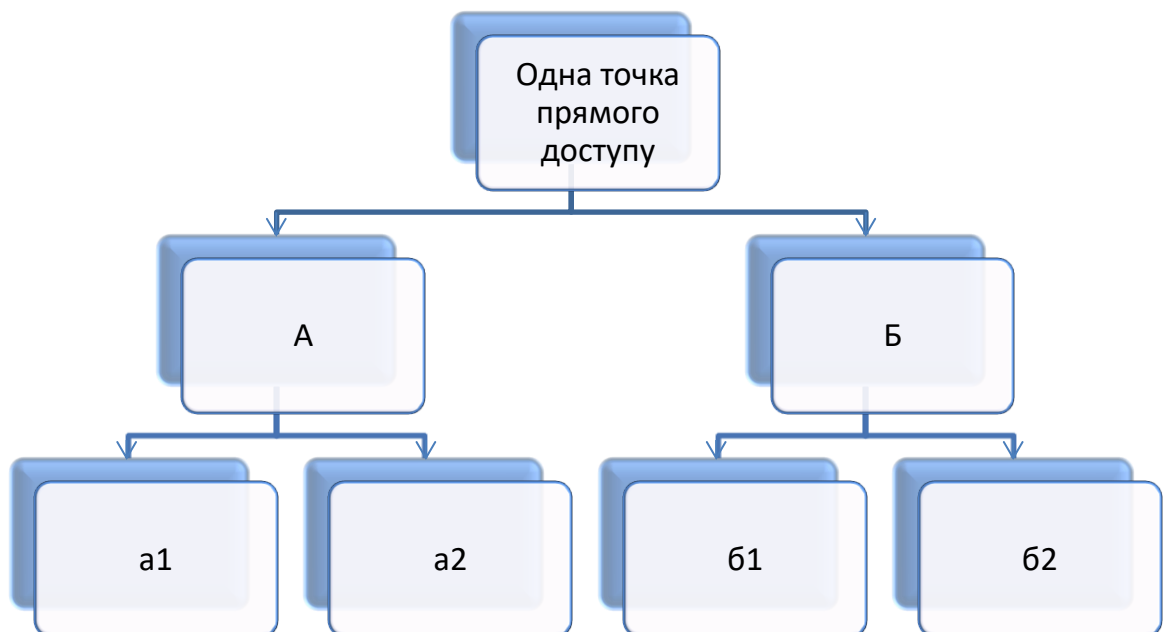 Одна точка
прямого
доступу
А
Б
а1
а2
б1
б2